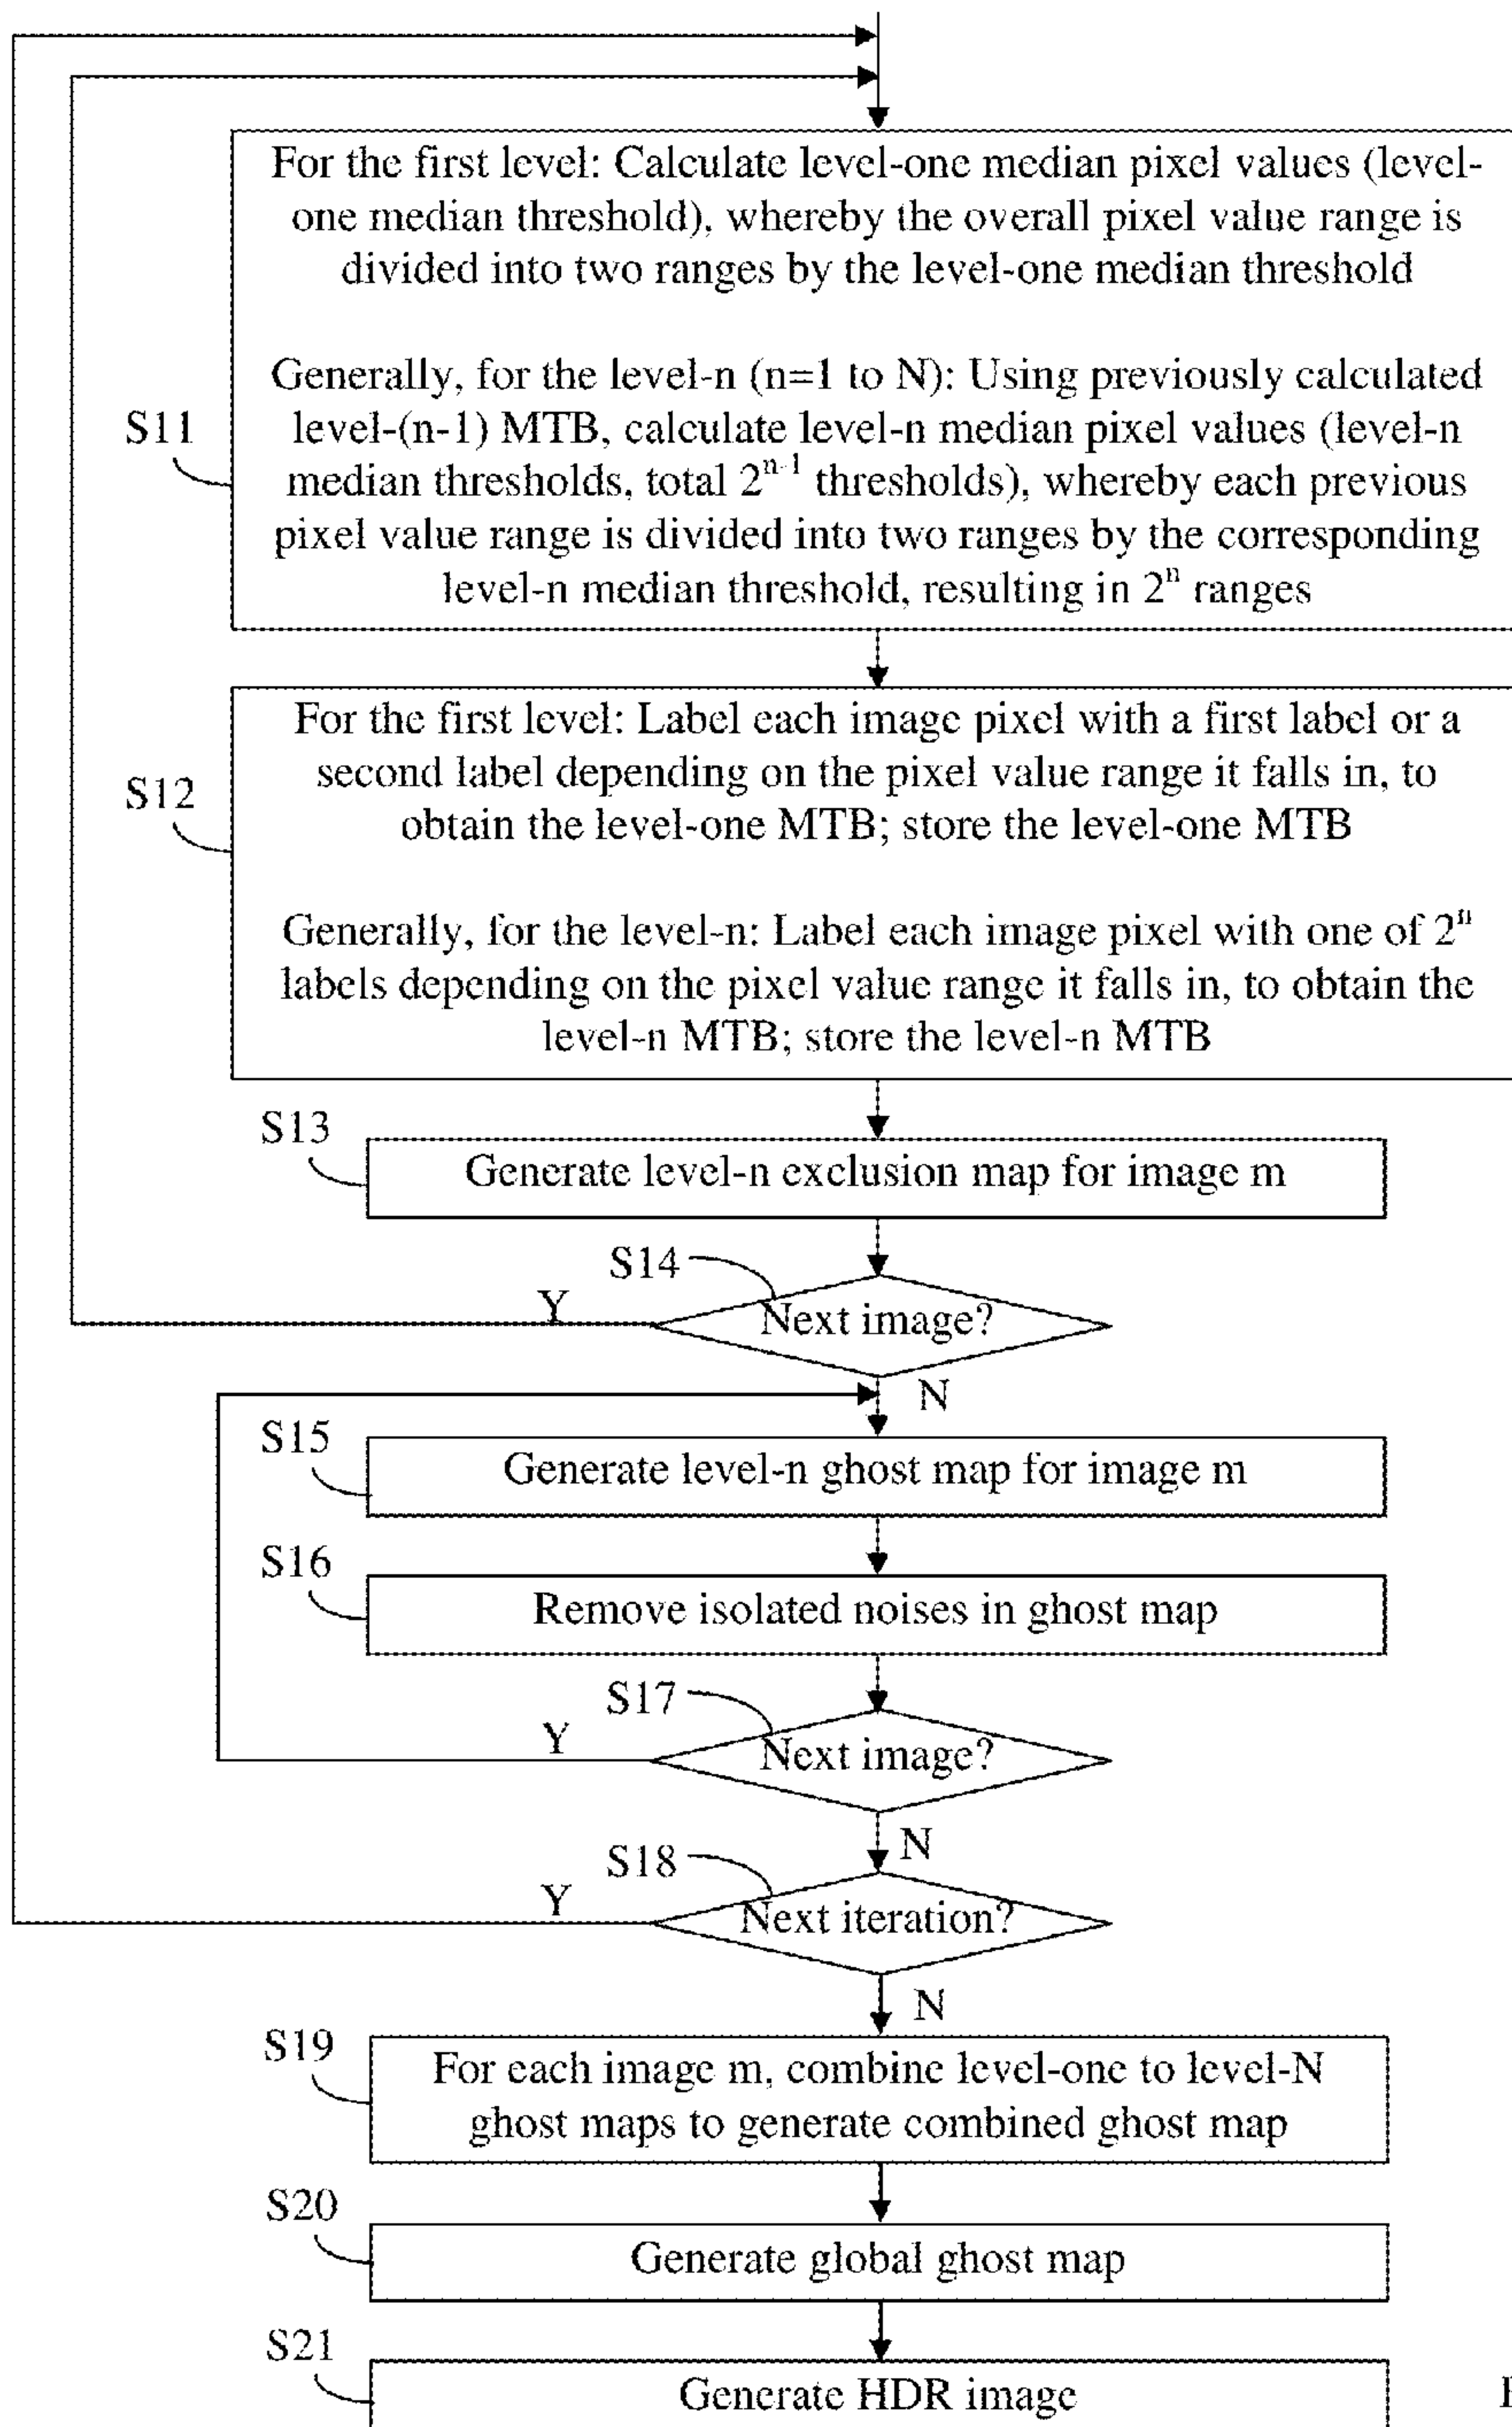 For the first level: Calculate level-one median pixel values (level-
one median threshold), whereby the overall pixel value range is
divided into two ranges by the level-one median threshold
Generally, for the level-n (n=1 to N): Using previously calculated
S11
level-(n-1) MTB, calculate level-n median pixel values (level-n
median thresholds, total 2ⁿ⁻¹ thresholds), whereby each previous
pixel value range is divided into two ranges by the corresponding
level-n median threshold, resulting in 2ⁿ ranges
For the first level: Label each image pixel with a first label or a
second label depending on the pixel value range it falls in, to
S12
obtain the level-one MTB; store the level-one MTB
Generally, for the level-n: Label each image pixel with one of 2ⁿ
labels depending on the pixel value range it falls in, to obtain the
level-n MTB; store the level-n MTB
S13
Generate level-n exclusion map for image m
S14
Y
Next image?
N
S15
Generate level-n ghost map for image m
S16
Remove isolated noises in ghost map
S17
Y
Next image?
N
S18
Y
Next iteration?
N
S19
For each image m, combine level-one to level-N
ghost maps to generate combined ghost map
S20
Generate global ghost map
S21
Generate HDR image